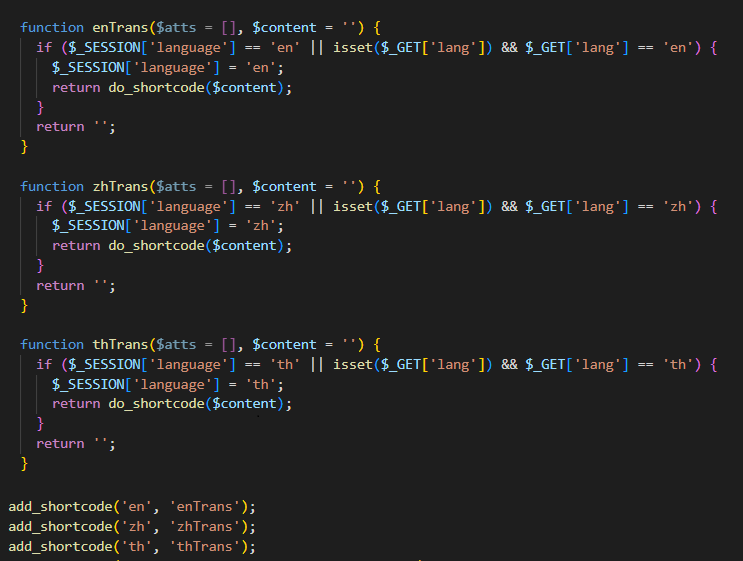 function enTrans($atts = [], $content = '') {
if ($_SESSION['language'] == 'en' || isset($_GET['lang']) && $_GET['lang'] == 'en') {
$_SESSION['language'] = 'en';
return do_shortcode($content);
}
return '';
}
function zhTrans($atts = [], $content = '') {
if ($_SESSION['language'] == 'zh' || isset($_GET['lang']) && $_GET['lang'] == 'zh') {
$_SESSION['language'] = 'zh';
return do_shortcode($content);
}
return '';
}
function thTrans($atts = [], $content = '') {
if ($_SESSION['language'] == 'th' || isset($_GET['lang']) && $_GET['lang'] == 'th') {
$_SESSION['language'] = 'th';
return do_shortcode($content);
}
return '';
}
add_shortcode('en', 'enTrans');
add_shortcode('zh', 'zhTrans');
add_shortcode('th', 'thTrans');